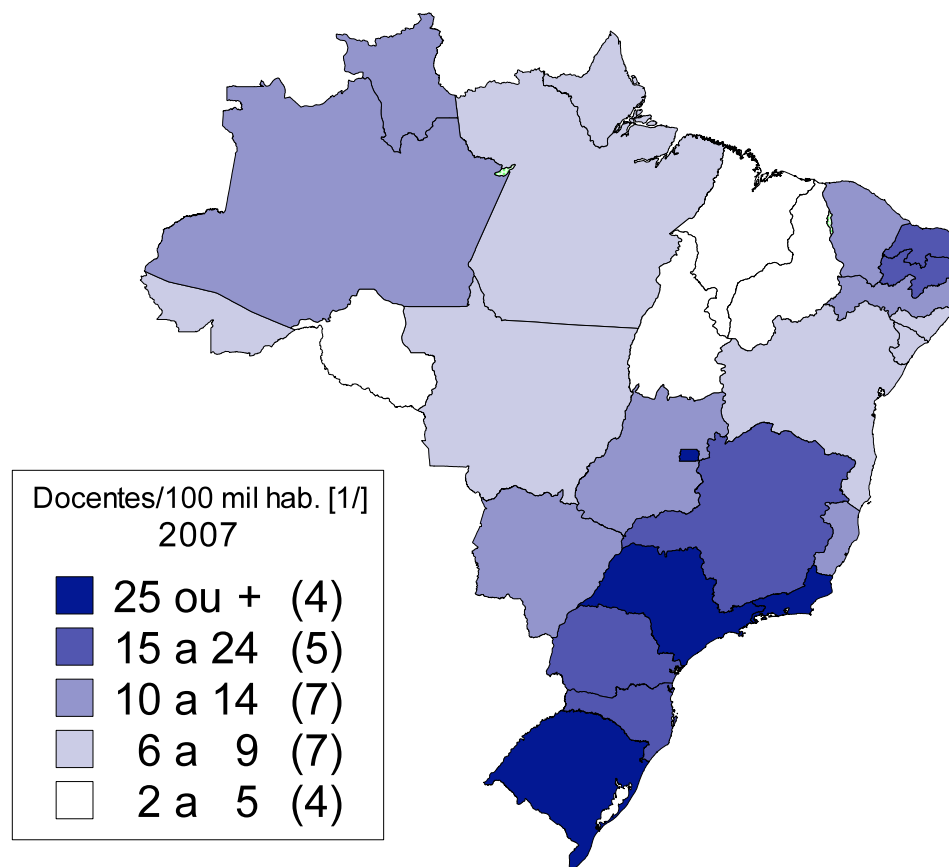 Docentes/100 mil hab. [1/]
2007
25 ou + (4)
15 a 24 (5)
10 a 14 (7)
6 a 9 (7)
2 a 5 (4)